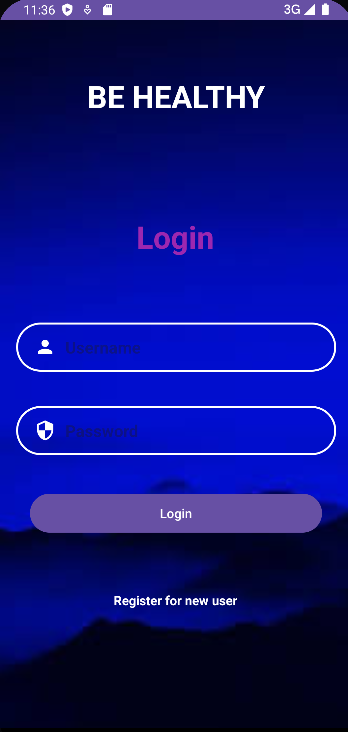 11:36
3G
BE HEALTHY
Login
Username
Password
Login
Register for new user